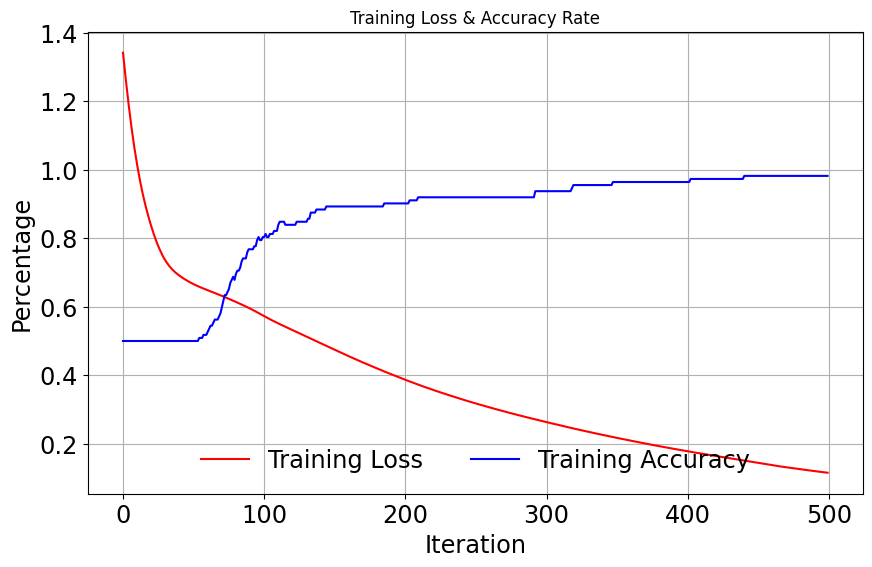 Training Loss & Accuracy Rate
1.4
1.2
1.0
0.8
0.6
0.4
0.2
Percentage
Training Loss
Training Accuracy
0 100 200 300 400 500
Iteration